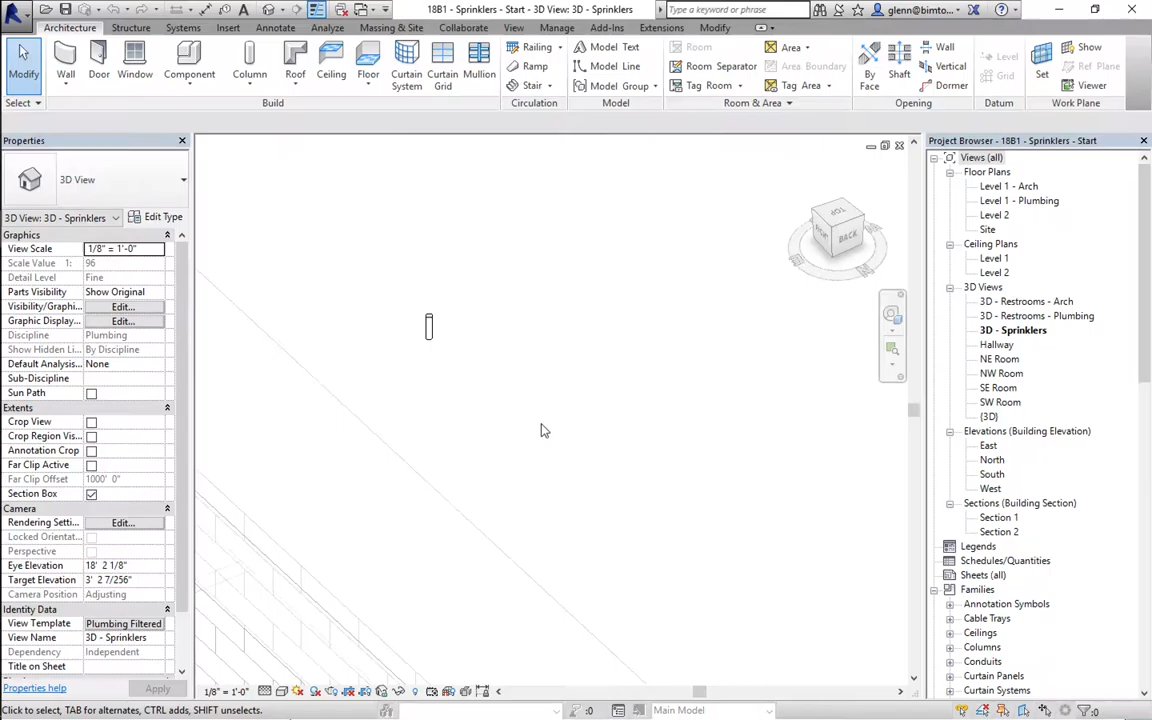 18B1 - Sprinklers - Start - 3D View: 3D - Sprinklers
Type a keyword or phrase
glenn@bimto...
Architecture Structure Systems Insert Annotate Analyze Massing & Site Collaborate View Manage Add-Ins Extensions Modify
Modify Wall Door Window Component Column Roof Ceiling Floor Curtain System Curtain Grid Mullion
Railing Ramp Stair
Model Text Model Line Model Group
Room Room Separator Tag Room Area Area Boundary Tag Area
By Face Shaft Wall Vertical Dormer
Level Grid
Set Show Ref Plane Viewer
Select Build Circulation Model Room & Area Opening Datum Work Plane
Properties
3D View
3D View: 3D - Sprinklers Edit Type
Graphics
View Scale 1/8" = 1'-0"
Scale Value 1: 96
Detail Level Fine
Parts Visibility Show Original
Visibility/Graphi... Edit...
Graphic Display... Edit...
Discipline Plumbing
Show Hidden Li... By Discipline
Default Analysis... None
Sub-Discipline
Sun Path
Extents
Crop View
Crop Region Vis...
Annotation Crop
Far Clip Active
Far Clip Offset 1000' 0"
Section Box
Camera
Rendering Setti... Edit...
Locked Orientat...
Perspective
Eye Elevation 18' 2 1/8"
Target Elevation 3' 2 7/256"
Camera Position Adjusting
Identity Data
View Template Plumbing Filtered
View Name 3D - Sprinklers
Dependency Independent
Title on Sheet
Properties help Apply
TOP
BACK
Project Browser - 18B1 - Sprinklers - Start
Views (all)
Floor Plans
Level 1 - Arch
Level 1 - Plumbing
Level 2
Site
Ceiling Plans
Level 1
Level 2
3D Views
3D - Restrooms - Arch
3D - Restrooms - Plumbing
3D - Sprinklers
Hallway
NE Room
NW Room
SE Room
SW Room
{3D}
Elevations (Building Elevation)
East
North
South
West
Sections (Building Section)
Section 1
Section 2
Legends
Schedules/Quantities
Sheets (all)
Families
Annotation Symbols
Cable Trays
Ceilings
Columns
Conduits
Curtain Panels
Curtain Systems
1/8" = 1'-0"
Click to select, TAB for alternates, CTRL adds, SHIFT unselects.
:0
Main Model
:0